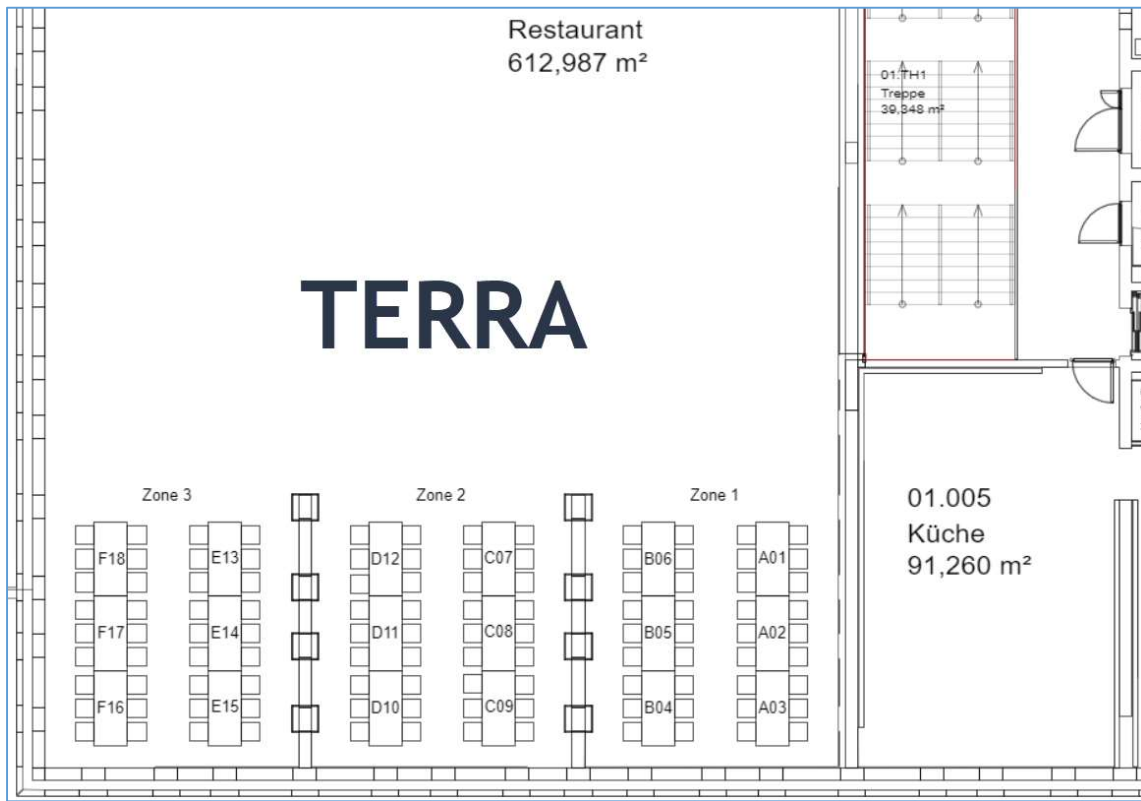 Restaurant
612,987 m²
01.TH1
Treppe
39,348 m²
TERRA
Zone 3
Zone 2
Zone 1
F18
E13
D12
C07
B06
A01
F17
E14
D11
C08
B05
A02
F16
E15
D10
C09
B04
A03
01.005
Küche
91,260 m²